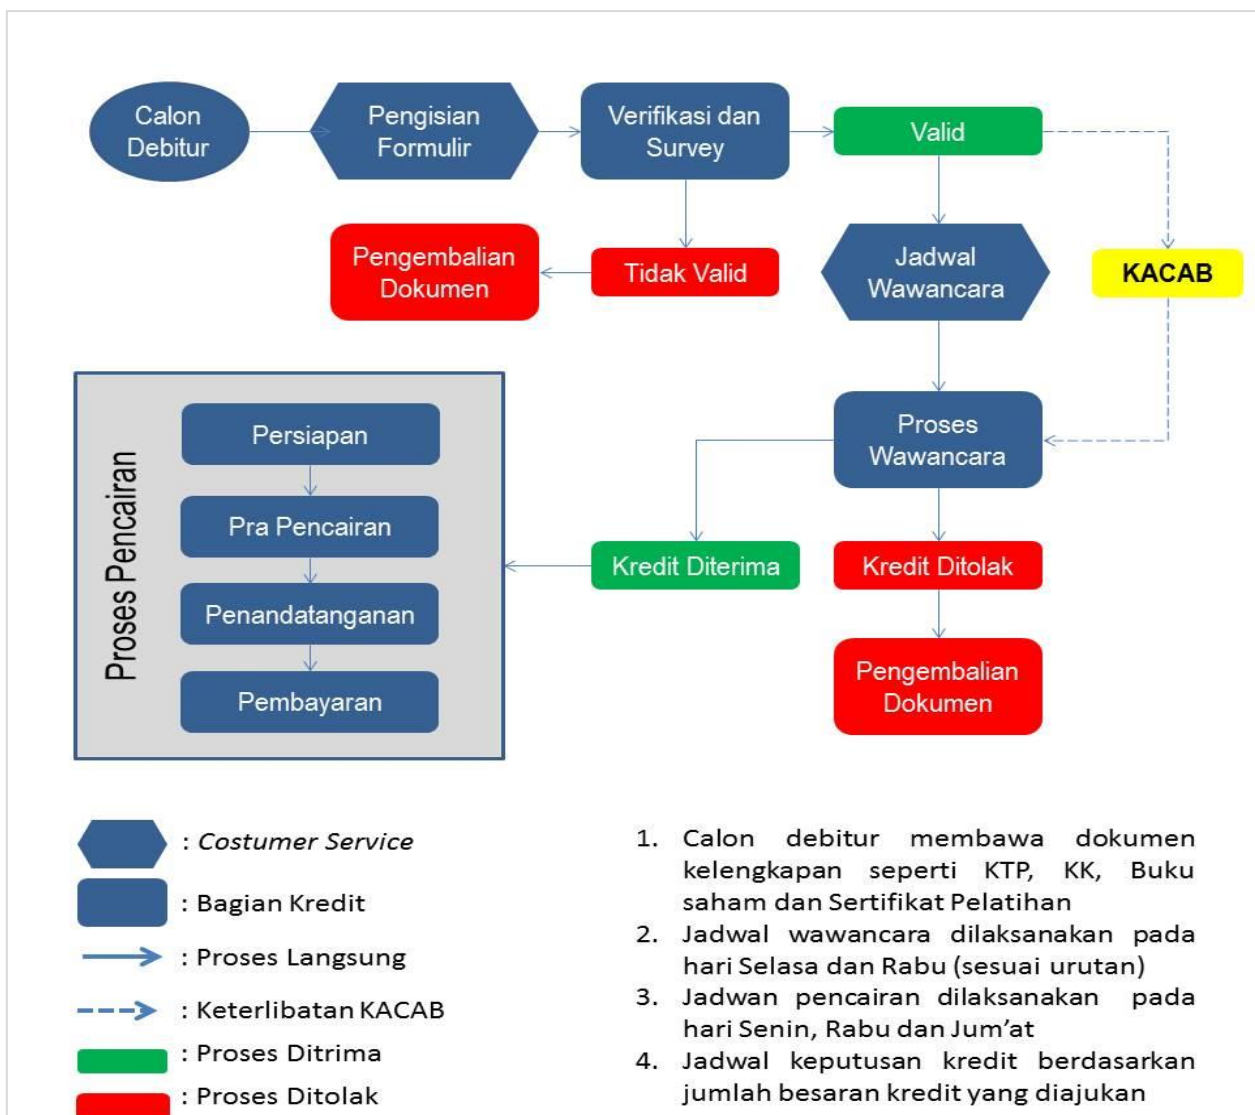 Calon
Debitur
Pengisian
Formulir
Verifikasi dan
Survey
Valid
Pengembalian
Dokumen
Tidak Valid
Jadwal
Wawancara
KACAB
Proses Pencairan
Persiapan
Pra Pencairan
Penandatanganan
Pembayaran
Proses
Wawancara
Kredit Diterima
Kredit Ditolak
Pengembalian
Dokumen
: Costumer Service
: Bagian Kredit
: Proses Langsung
: Keterlibatan KACAB
: Proses Ditrima
: Proses Ditolak
1. Calon debitur membawa dokumen
kelengkapan seperti KTP, KK, Buku
saham dan Sertifikat Pelatihan
2. Jadwal wawancara dilaksanakan pada
hari Selasa dan Rabu (sesuai urutan)
3. Jadwan pencairan dilaksanakan pada
hari Senin, Rabu dan Jum’at
4. Jadwal keputusan kredit berdasarkan
jumlah besaran kredit yang diajukan